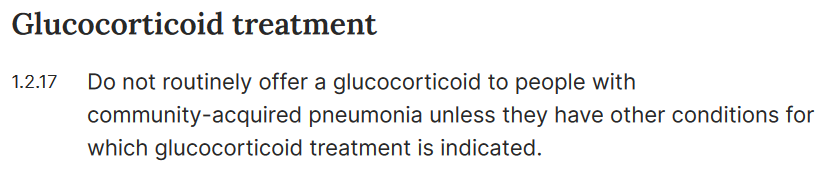 Glucocorticoid treatment
1.2.17 Do not routinely offer a glucocorticoid to people with
community-acquired pneumonia unless they have other conditions for
which glucocorticoid treatment is indicated.